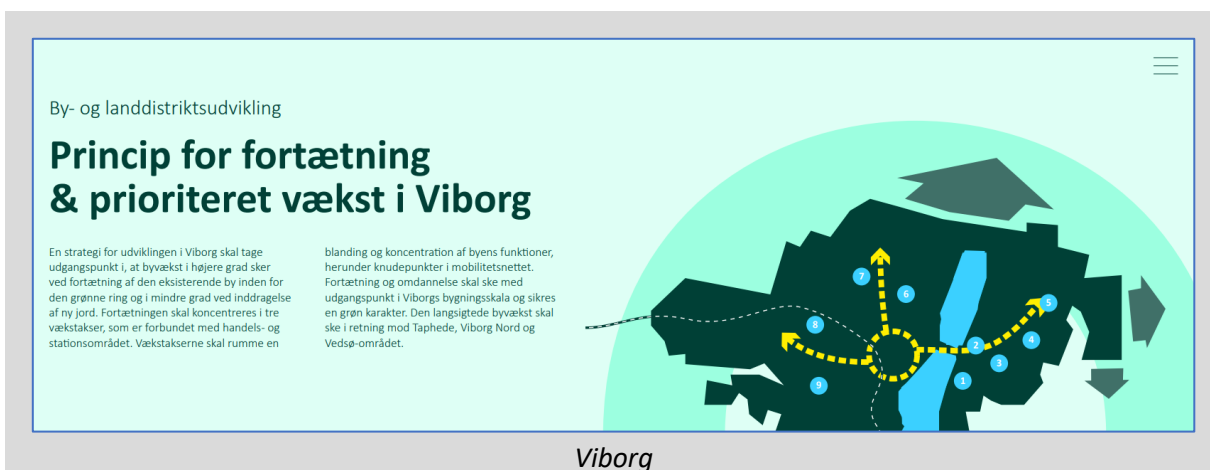 By- og landdistriktsudvikling
Princip for fortætning
& prioriteret vækst i Viborg
En strategi for udviklingen i Viborg skal tage
udgangspunkt i, at byvækst i højere grad sker
ved fortætning af den eksisterende by inden for
den grønne ring og i mindre grad ved inddragelse
af ny jord. Fortætningen skal koncentreres i tre
vækstakser, som er forbundet med handels- og
stationsområdet. Vækstakserne skal rumme en
blanding og koncentration af byens funktioner,
herunder knudepunkter i mobilitetsnettet.
Fortætning og omdannelse skal ske med
udgangspunkt i Viborgs bygningsskala og sikres
en grøn karakter. Den langsigtede byvækst skal
ske i retning mod Taphede, Viborg Nord og
Vedsø-området.
7
6
5
8
2
4
3
1
9
Viborg